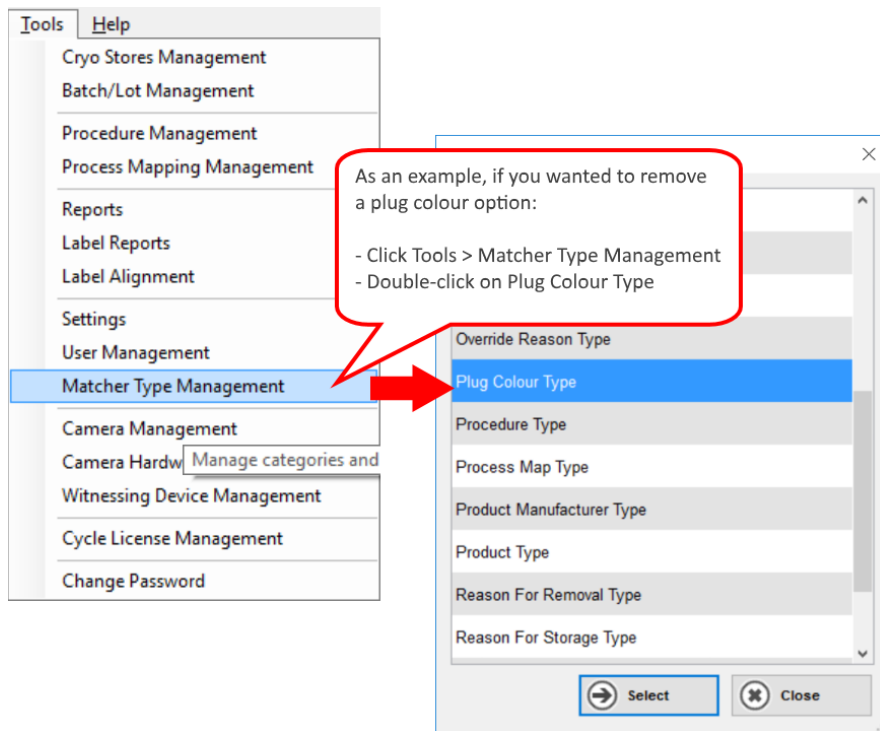 Tools Help
Cryo Stores Management
Batch/Lot Management
Procedure Management
Process Mapping Management
Reports
Label Reports
Label Alignment
Settings
User Management
Matcher Type Management
Camera Management
Camera Hardw
Manage categories and
Witnessing Device Management
Cycle License Management
Change Password
As an example, if you wanted to remove
a plug colour option:
- Click Tools > Matcher Type Management
- Double-click on Plug Colour Type
Override Reason Type
Plug Colour Type
Procedure Type
Process Map Type
Product Manufacturer Type
Product Type
Reason For Removal Type
Reason For Storage Type
Select
Close